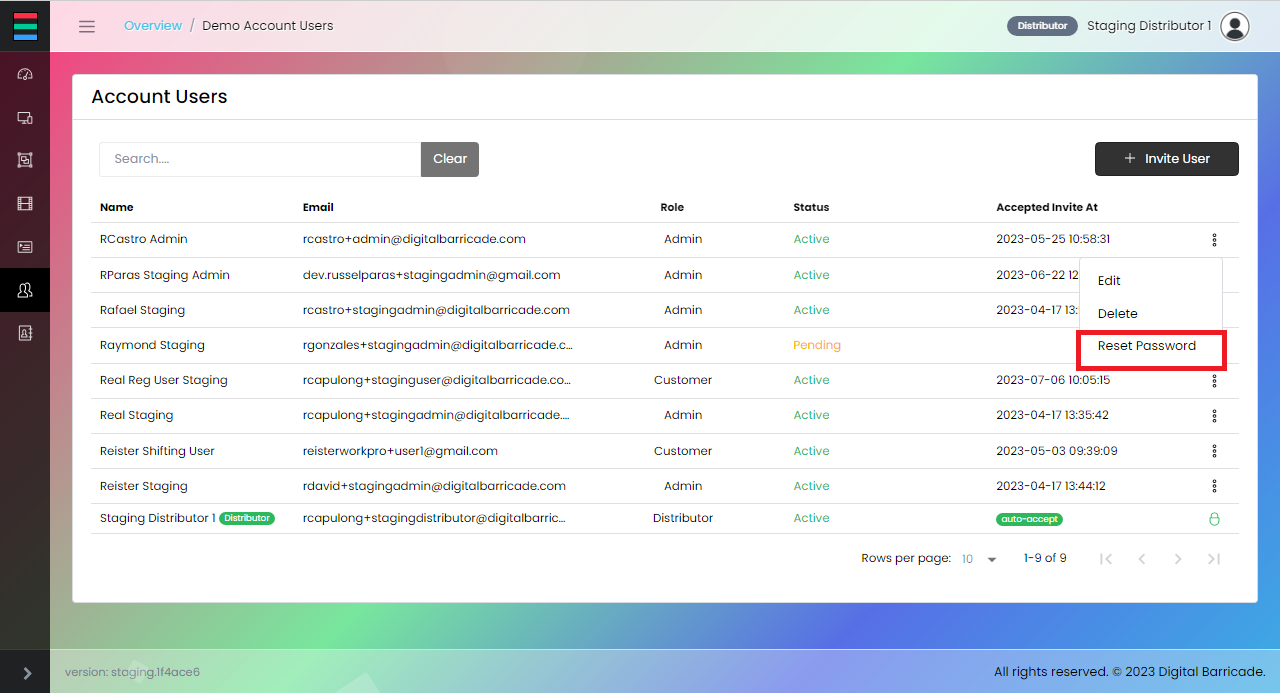 Overview / Demo Account Users
Distributor Staging Distributor 1
Account Users
Search.... Clear + Invite User
Name Email Role Status Accepted Invite At
RCastro Admin rcastro+admin@digitalbarricade.com Admin Active 2023-05-25 10:58:31
RParas Staging Admin dev.russelparas+stagingadmin@gmail.com Admin Active 2023-06-22 12
Edit
Rafael Staging rcastro+stagingadmin@digitalbarricade.com Admin Active 2023-04-17 13:
Delete
Raymond Staging rgonzales+stagingadmin@digitalbarricade.c... Admin Pending
Reset Password
Real Reg User Staging rcapulong+staginguser@digitalbarricade.co... Customer Active 2023-07-06 10:05:15
Real Staging rcapulong+stagingadmin@digitalbarricade.... Admin Active 2023-04-17 13:35:42
Reister Shifting User reisterworkpro+user1@gmail.com Customer Active 2023-05-03 09:39:09
Reister Staging rdavid+stagingadmin@digitalbarricade.com Admin Active 2023-04-17 13:44:12
Staging Distributor 1 Distributor rcapulong+stagingdistributor@digitalbarric... Distributor Active auto-accept
Rows per page: 10 1-9 of 9
version: staging.1f4ace6 All rights reserved. © 2023 Digital Barricade.